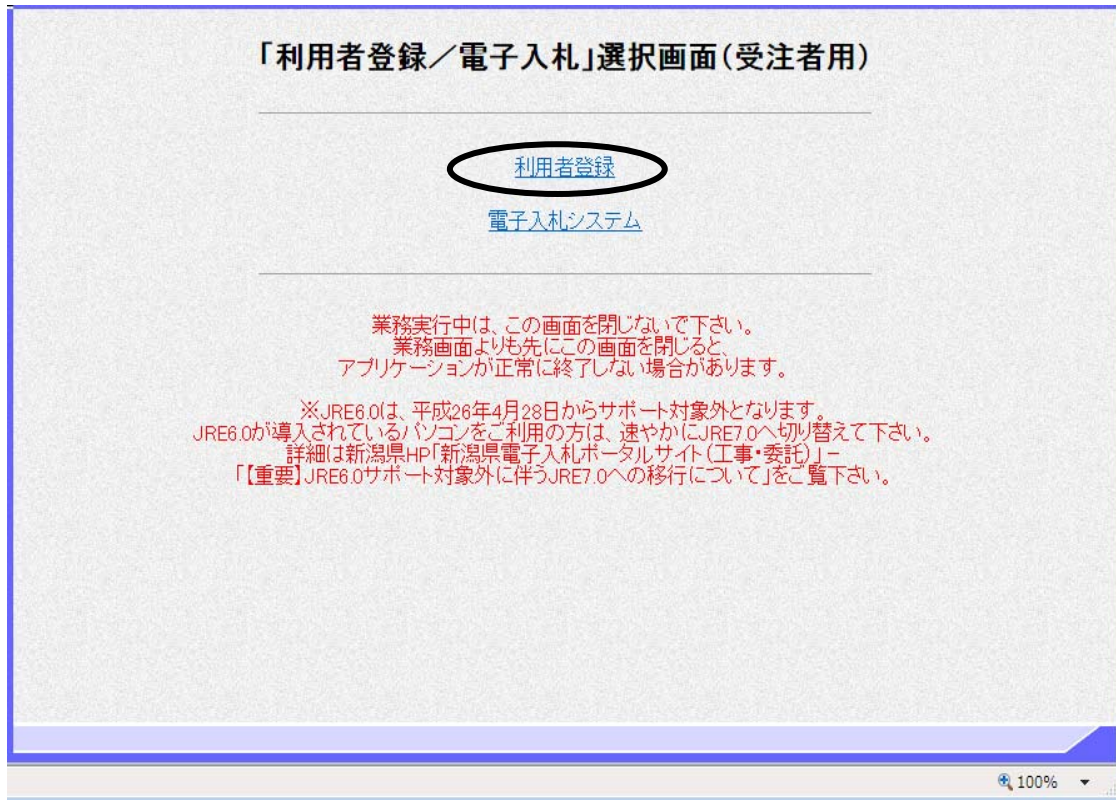 「利用者登録／電子入札」選択画面(受注者用)
利用者登録
電子入札システム
業務実行中は、この画面を閉じないで下さい。
業務画面よりも先にこの画面を閉じると、
アプリケーションが正常に終了しない場合があります。
※JRE6.0は、平成26年4月28日からサポート対象外となります。
JRE6.0が導入されているパソコンをご利用の方は、速やかにJRE7.0へ切り替えて下さい。
詳細は新潟県HP「新潟県電子入札ポータルサイト(工事・委託)」－
「【重要】JRE6.0サポート対象外に伴うJRE7.0への移行について」をご覧下さい。
100%